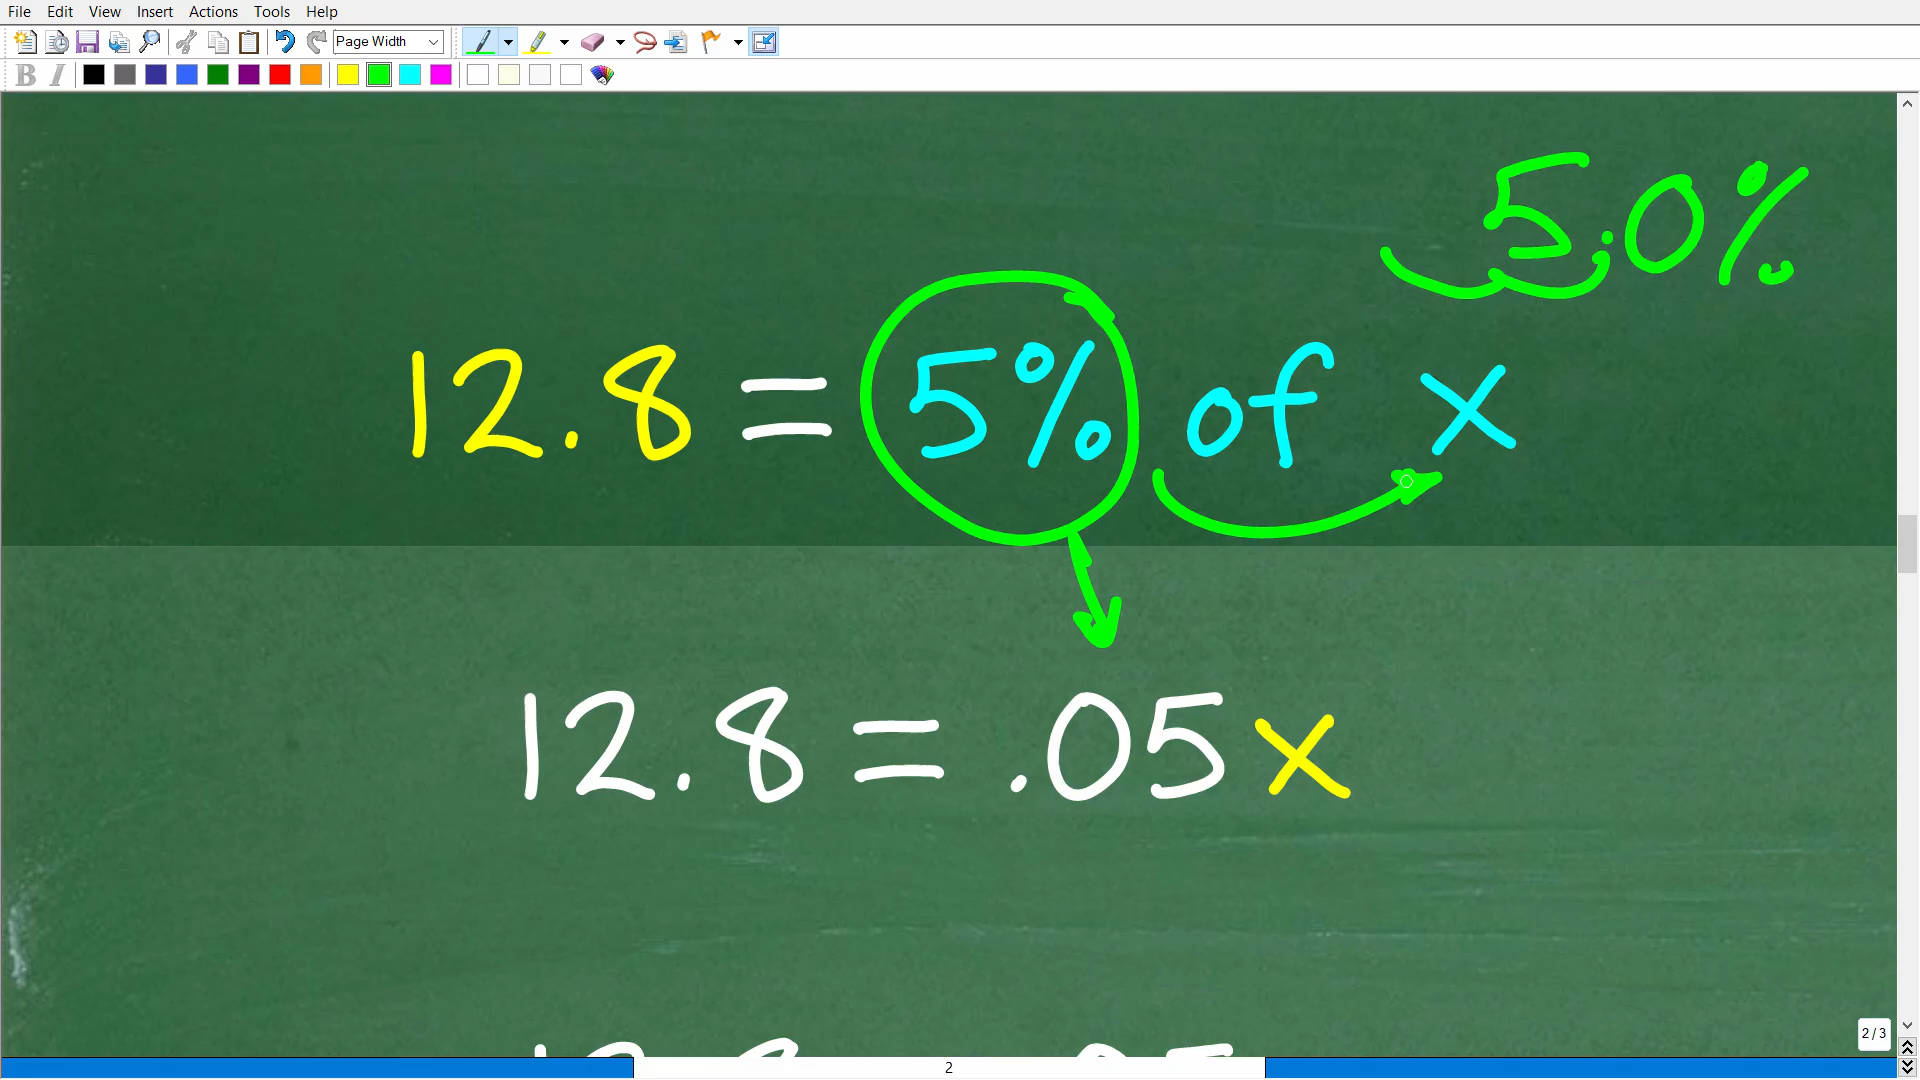 File Edit View Insert Actions Tools Help
Page Width
B I
5.0%
12.8 = 5% of x
12.8 = .05x
2/3
2